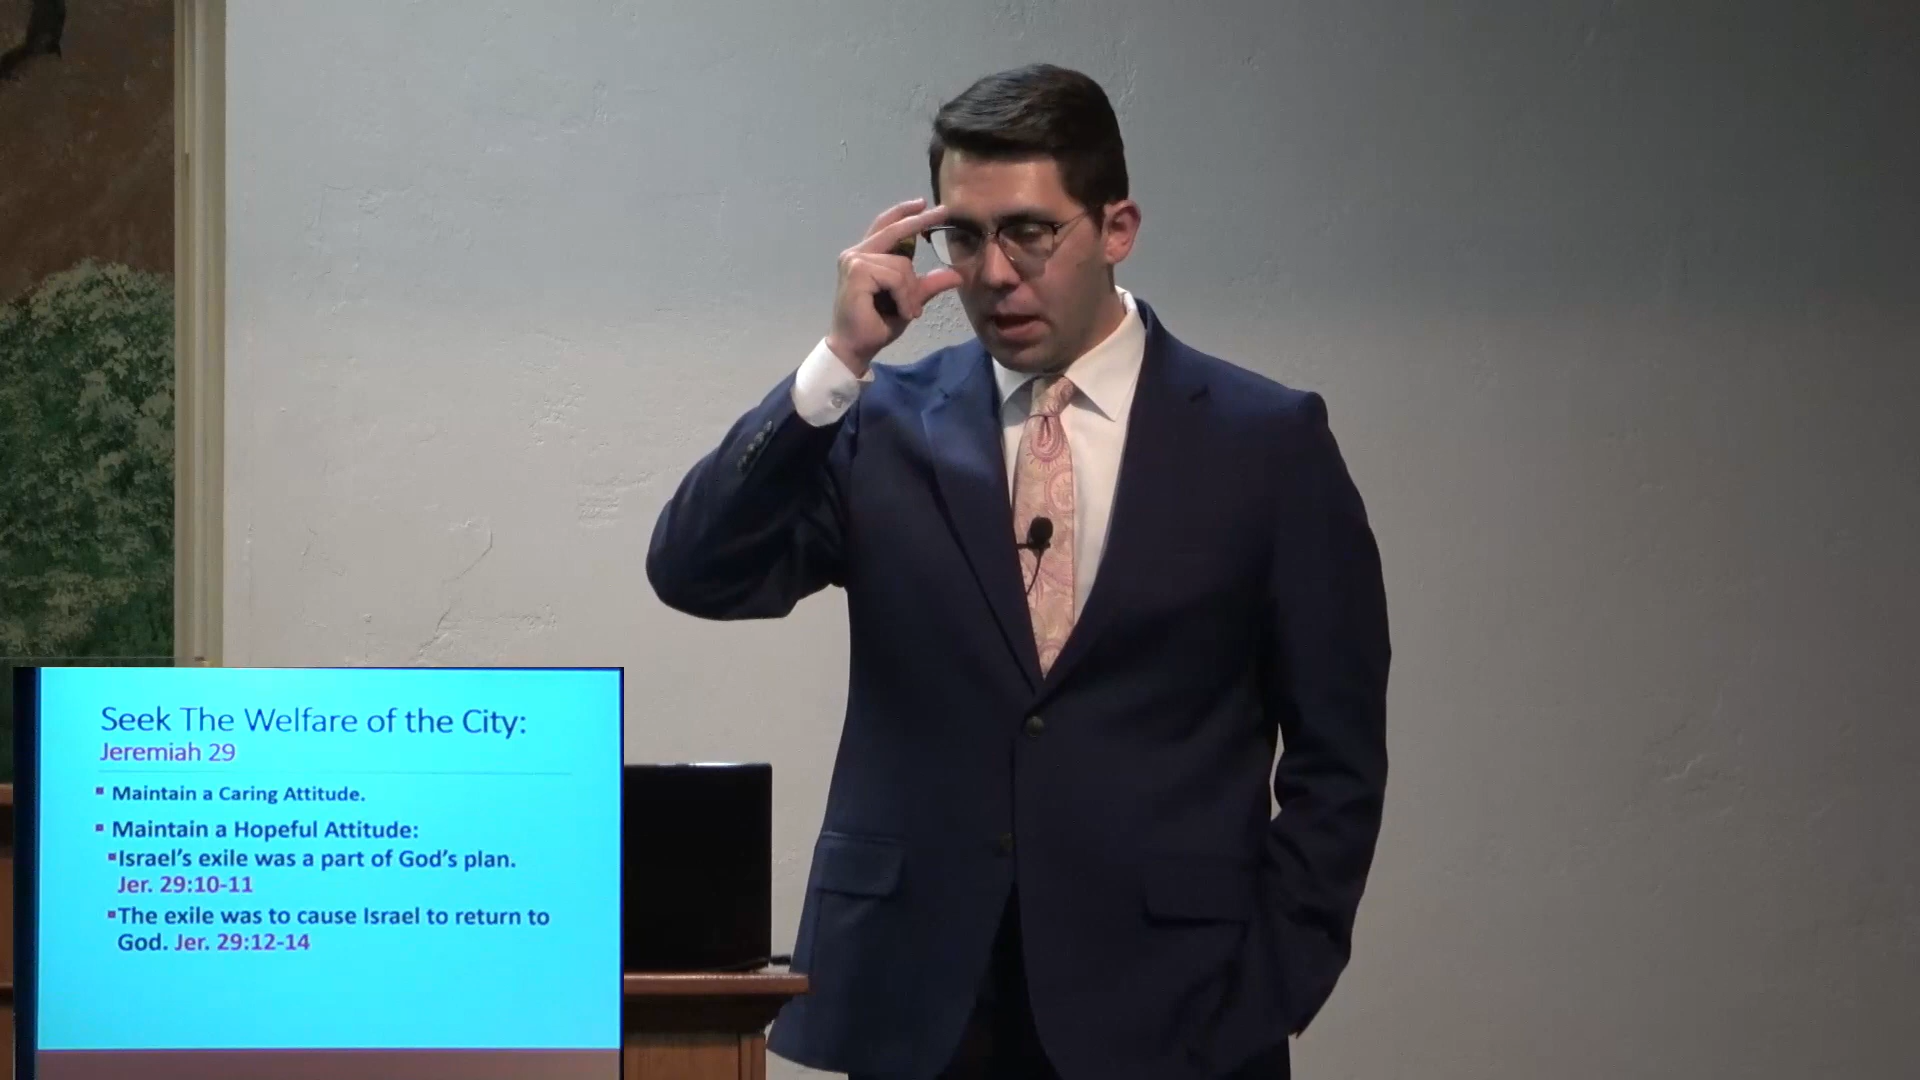 Seek The Welfare of the City:
Jeremiah 29
Maintain a Caring Attitude.
Maintain a Hopeful Attitude:
Israel's exile was a part of God's plan.
Jer. 29:10-11
The exile was to cause Israel to return to
God. Jer. 29:12-14